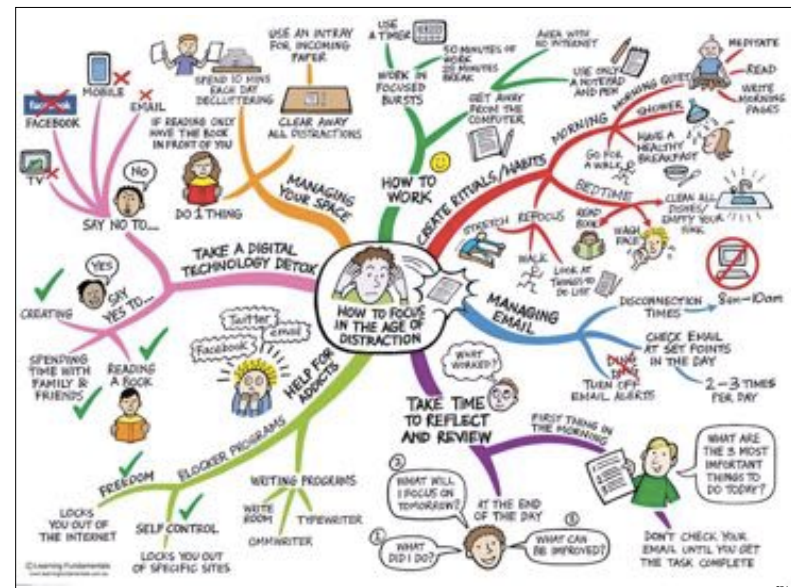 HOW TO FOCUS
IN THE AGE OF
DISTRACTION
HOW TO
WORK
USE
A TIMER
50 MINUTES OF
WORK
MINUTES
BREAK
WORK IN
FOCUSED
BURSTS
AREA WITH
NO INTERNET
USE ONLY
A NOTEPAD
AND PEN
GET AWAY
FROM THE
COMPUTER
CREATE RITUALS/HABITS
MORNING
MORNING QUIET
MEDITATE
READ
WRITE
MORNING
PAGES
SHOWER
HAVE A
HEALTHY
BREAKFAST
GO FOR
A WALK
BEDTIME
CLEAN ALL
DISHES/
EMPTY YOUR
SINK
READ
BOOK
WASH
FACE
REFOCUS
STRETCH
WALK
LOOK AT
THINGS TO
DO LIST
MANAGING
EMAIL
DISCONNECTION
TIMES
8am-10am
CHECK EMAIL
AT SET POINTS
IN THE DAY
2-3 TIMES
PER DAY
DING
DING
TURN OFF
EMAIL ALERTS
TAKE TIME
TO REFLECT
AND REVIEW
WHAT
WORKED?
FIRST THING IN
THE MORNING
WHAT ARE
THE 3 MOST
IMPORTANT
THINGS TO
DO TODAY?
DON'T CHECK YOUR
EMAIL UNTIL YOU GET
THE TASK COMPLETE
AT THE END
OF THE DAY
1
WHAT
DID I DO?
2
WHAT WILL
I FOCUS ON
TOMORROW?
3
WHAT CAN
BE IMPROVED?
HELP FOR
ADDICTS
Twitter
email
Facebook
WRITING PROGRAMS
WRITE
ROOM
OMMWRITER
TYPEWRITER
BLOCKER PROGRAMS
FREEDOM
LOCKS
YOU OUT OF
THE INTERNET
SELF CONTROL
LOCKS YOU OUT
OF SPECIFIC SITES
TAKE A DIGITAL
TECHNOLOGY DETOX
YES
SAY
YES TO...
CREATING
SPENDING
TIME WITH
FAMILY &
FRIENDS
READING
A BOOK
NO
SAY NO TO...
TV
facebook
FACEBOOK
MOBILE
EMAIL
MANAGING
YOUR SPACE
DO 1 THING
IF READING ONLY
HAVE THE BOOK
IN FRONT OF YOU
CLEAR AWAY
ALL DISTRACTIONS
SPEND 10 MINS
EACH DAY
DECLUTTERING
USE AN INTRAY
FOR INCOMING
PAPER
© Learning Fundamentals